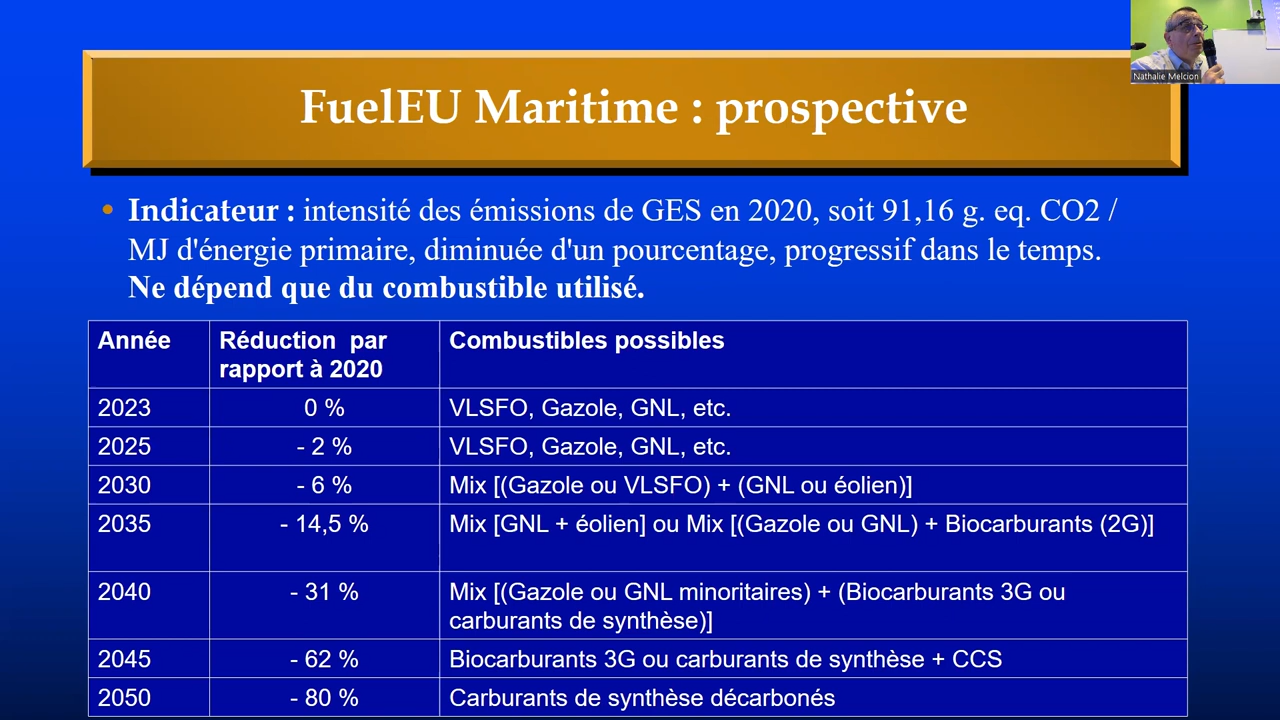 Nathalie Melcion
FuelEU Maritime : prospective
• Indicateur : intensité des émissions de GES en 2020, soit 91,16 g. eq. CO2 /
MJ d'énergie primaire, diminuée d'un pourcentage, progressif dans le temps.
Ne dépend que du combustible utilisé.
Année Réduction par rapport à 2020 Combustibles possibles
2023 0 % VLSFO, Gazole, GNL, etc.
2025 - 2 % VLSFO, Gazole, GNL, etc.
2030 - 6 % Mix [(Gazole ou VLSFO) + (GNL ou éolien)]
2035 - 14,5 % Mix [GNL + éolien] ou Mix [(Gazole ou GNL) + Biocarburants (2G)]
2040 - 31 % Mix [(Gazole ou GNL minoritaires) + (Biocarburants 3G ou
carburants de synthèse)]
2045 - 62 % Biocarburants 3G ou carburants de synthèse + CCS
2050 - 80 % Carburants de synthèse décarbonés